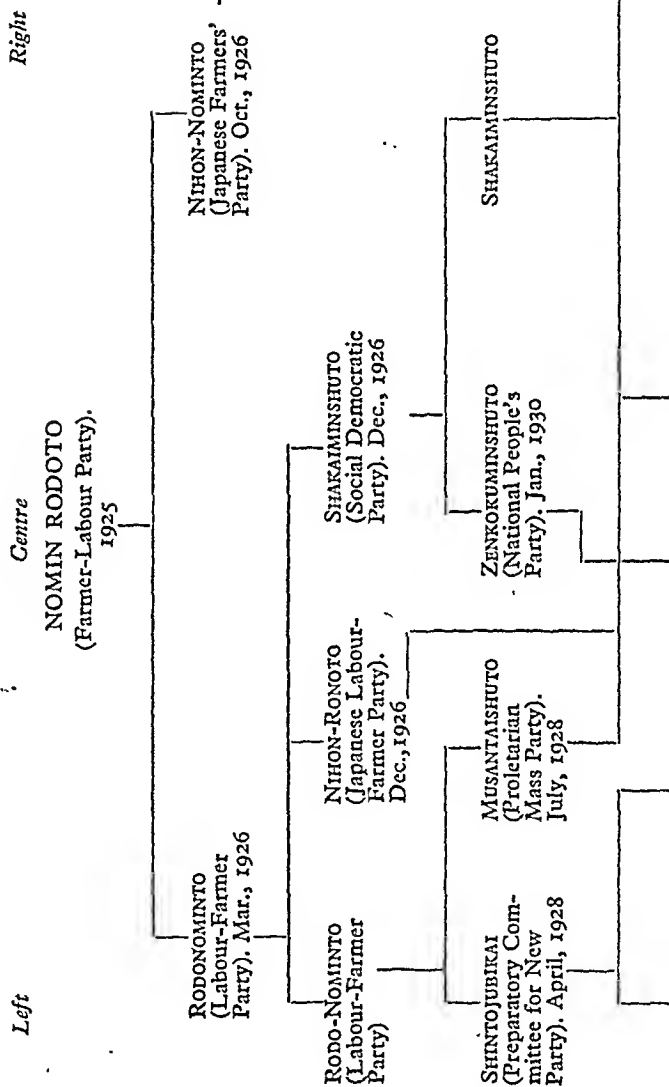 Left
Centre
Right
NOMIN RODOTO
(Farmer-Labour Party).
1925
RODONOMINTO
(Labour-Farmer
Party). Mar., 1926
NIHON-NOMINTO
(Japanese Farmers'
Party). Oct., 1926
RODO-NOMINTO
(Labour-Farmer
Party)
NIHON-RONOTO
(Japanese Labour-
Farmer Party).
Dec., 1926
SHAKAIMINSHUTO
(Social Democratic
Party). Dec., 1926
SHINTOJUBIKAI
(Preparatory Com-
mittee for New
Party). April, 1928
MUSANTAISHUTO
(Proletarian
Mass Party).
July, 1928
ZENKOKUMINSHUTO
(National People's
Party). Jan., 1930
SHAKAIMINSHUTO